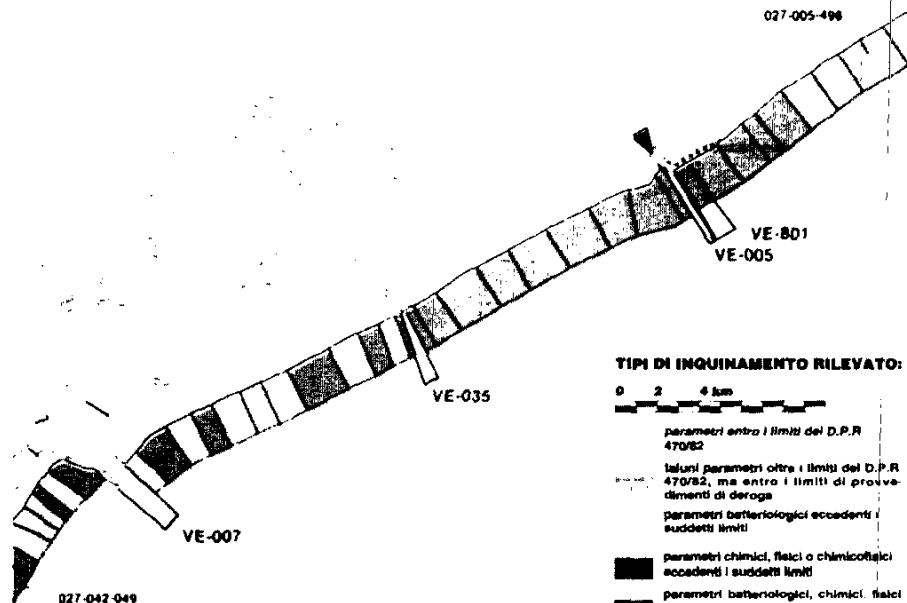 027-005-496
VE-801
VE-005
VE-035
VE-007
027-042-049
TIPI DI INQUINAMENTO RILEVATO:
0 2 4 km
parametri entro i limiti del D.P.R
470/82
taluni parametri oltre i limiti del D.P.R
470/82, ma entro i limiti di provve-
dimenti di deroga
parametri batteriologici eccedenti i
suddetti limiti
parametri chimici, fisici o chimicofisici
eccedenti i suddetti limiti
parametri batteriologici, chimici, fisici